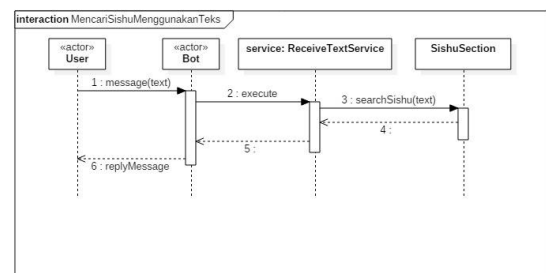 interaction MencariSishuMenggunakanTeks
«actor»
User
«actor»
Bot
service: ReceiveTextService
SishuSection
1 : message(text)
2 : execute
3 : searchSishu(text)
4 :
5 :
6 : replyMessage